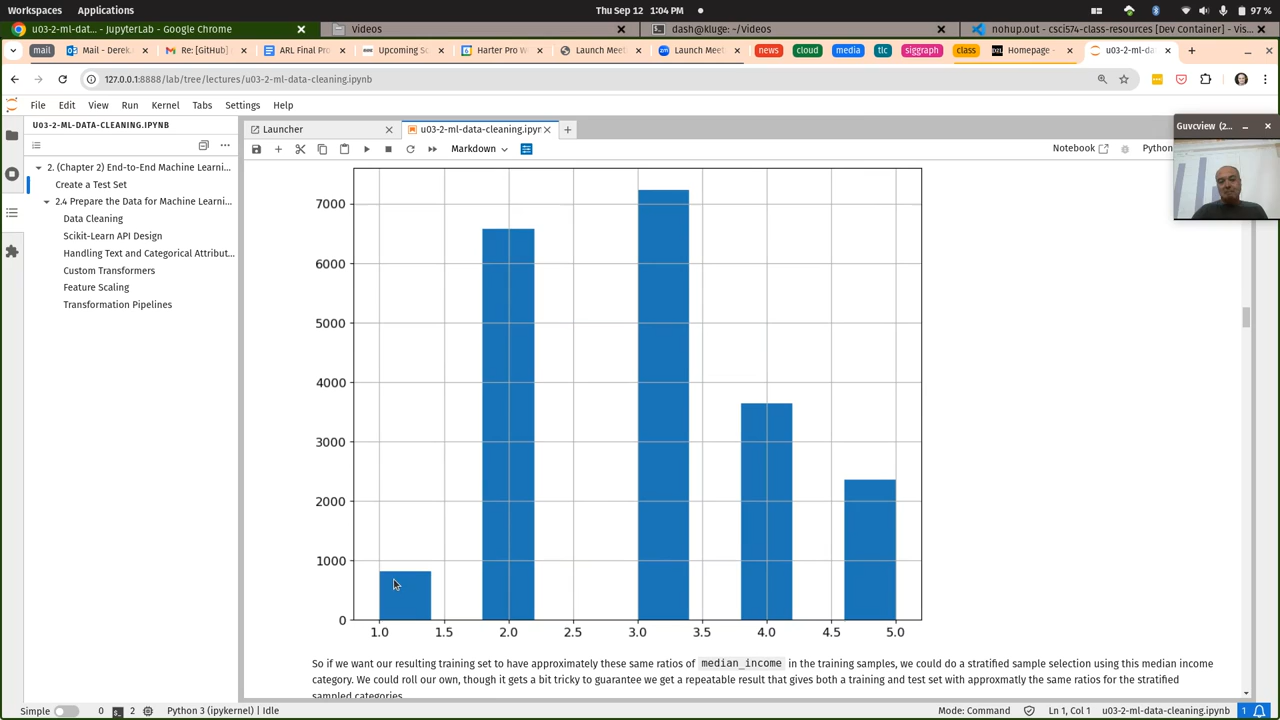 Workspaces Applications Thu Sep 12 1:04 PM 97 %
u03-2-ml-dat... - JupyterLab - Google Chrome Videos dash@kluge: ~/Videos nohup.out - csci574-class-resources [Dev Container] - Vis...
mail Mail - Derek. Re: [GitHub] ARL Final Pro Upcoming Sc Harter Pro W Launch Meet Launch Meet news cloud media tlc siggraph class Homepage - u03-2-ml-d
127.0.0.1:8888/lab/tree/lectures/u03-2-ml-data-cleaning.ipynb
File Edit View Run Kernel Tabs Settings Help
U03-2-ML-DATA-CLEANING.IPYNB
2. (Chapter 2) End-to-End Machine Learni...
Create a Test Set
2.4 Prepare the Data for Machine Learni...
Data Cleaning
Scikit-Learn API Design
Handling Text and Categorical Attribut...
Custom Transformers
Feature Scaling
Transformation Pipelines
Launcher u03-2-ml-data-cleaning.ipyr
Markdown Notebook Python
Guvcview (2...
7000
6000
5000
4000
3000
2000
1000
0
1.0 1.5 2.0 2.5 3.0 3.5 4.0 4.5 5.0
So if we want our resulting training set to have approximately these same ratios of median_income in the training samples, we could do a stratified sample selection using this median income
category. We could roll our own, though it gets a bit tricky to guarantee we get a repeatable result that gives both a training and test set with approxmatly the same ratios for the stratified
sampled categories.
Simple 0 2 Python 3 (ipykernel) | Idle Mode: Command Ln 1, Col 1 u03-2-ml-data-cleaning.ipynb 1